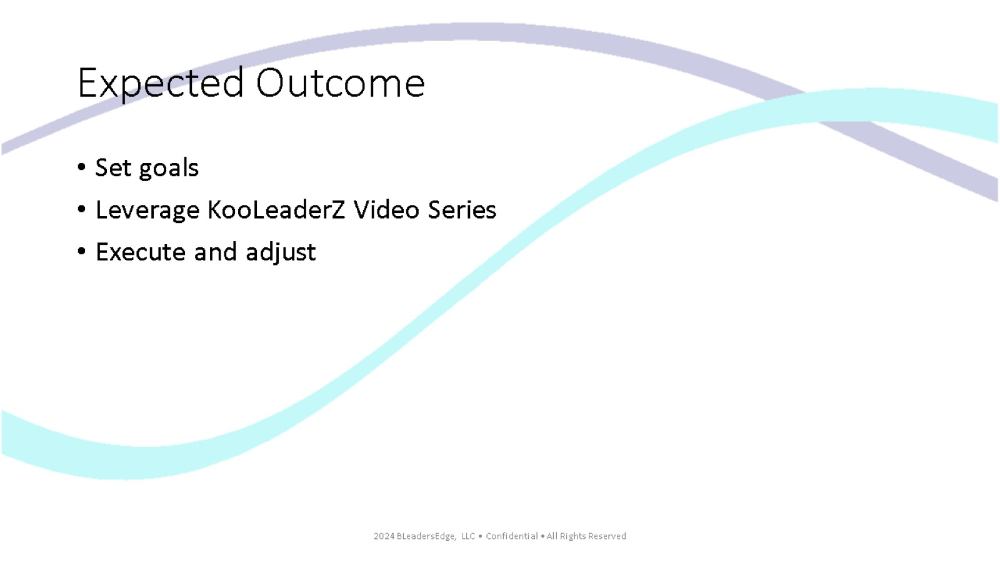 Expected Outcome
• Set goals
• Leverage KooLeaderZ Video Series
• Execute and adjust
2024 BLeadersEdge, LLC • Confidential • All Rights Reserved